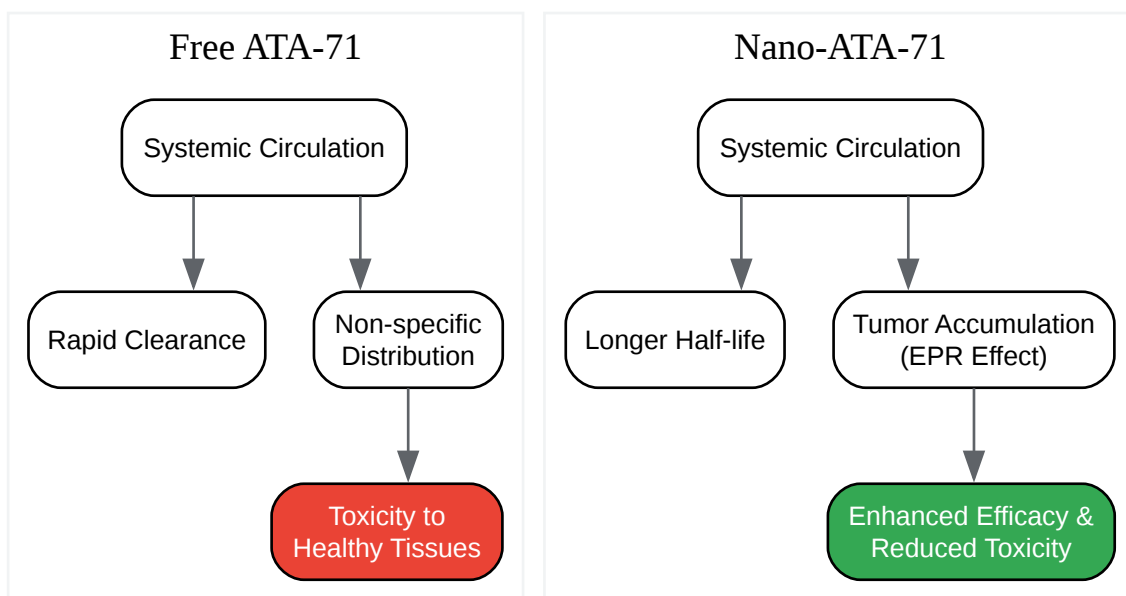 Free ATA-71
Systemic Circulation
Rapid Clearance
Non-specific
Distribution
Toxicity to
Healthy Tissues
Nano-ATA-71
Systemic Circulation
Longer Half-life
Tumor Accumulation
(EPR Effect)
Enhanced Efficacy &
Reduced Toxicity